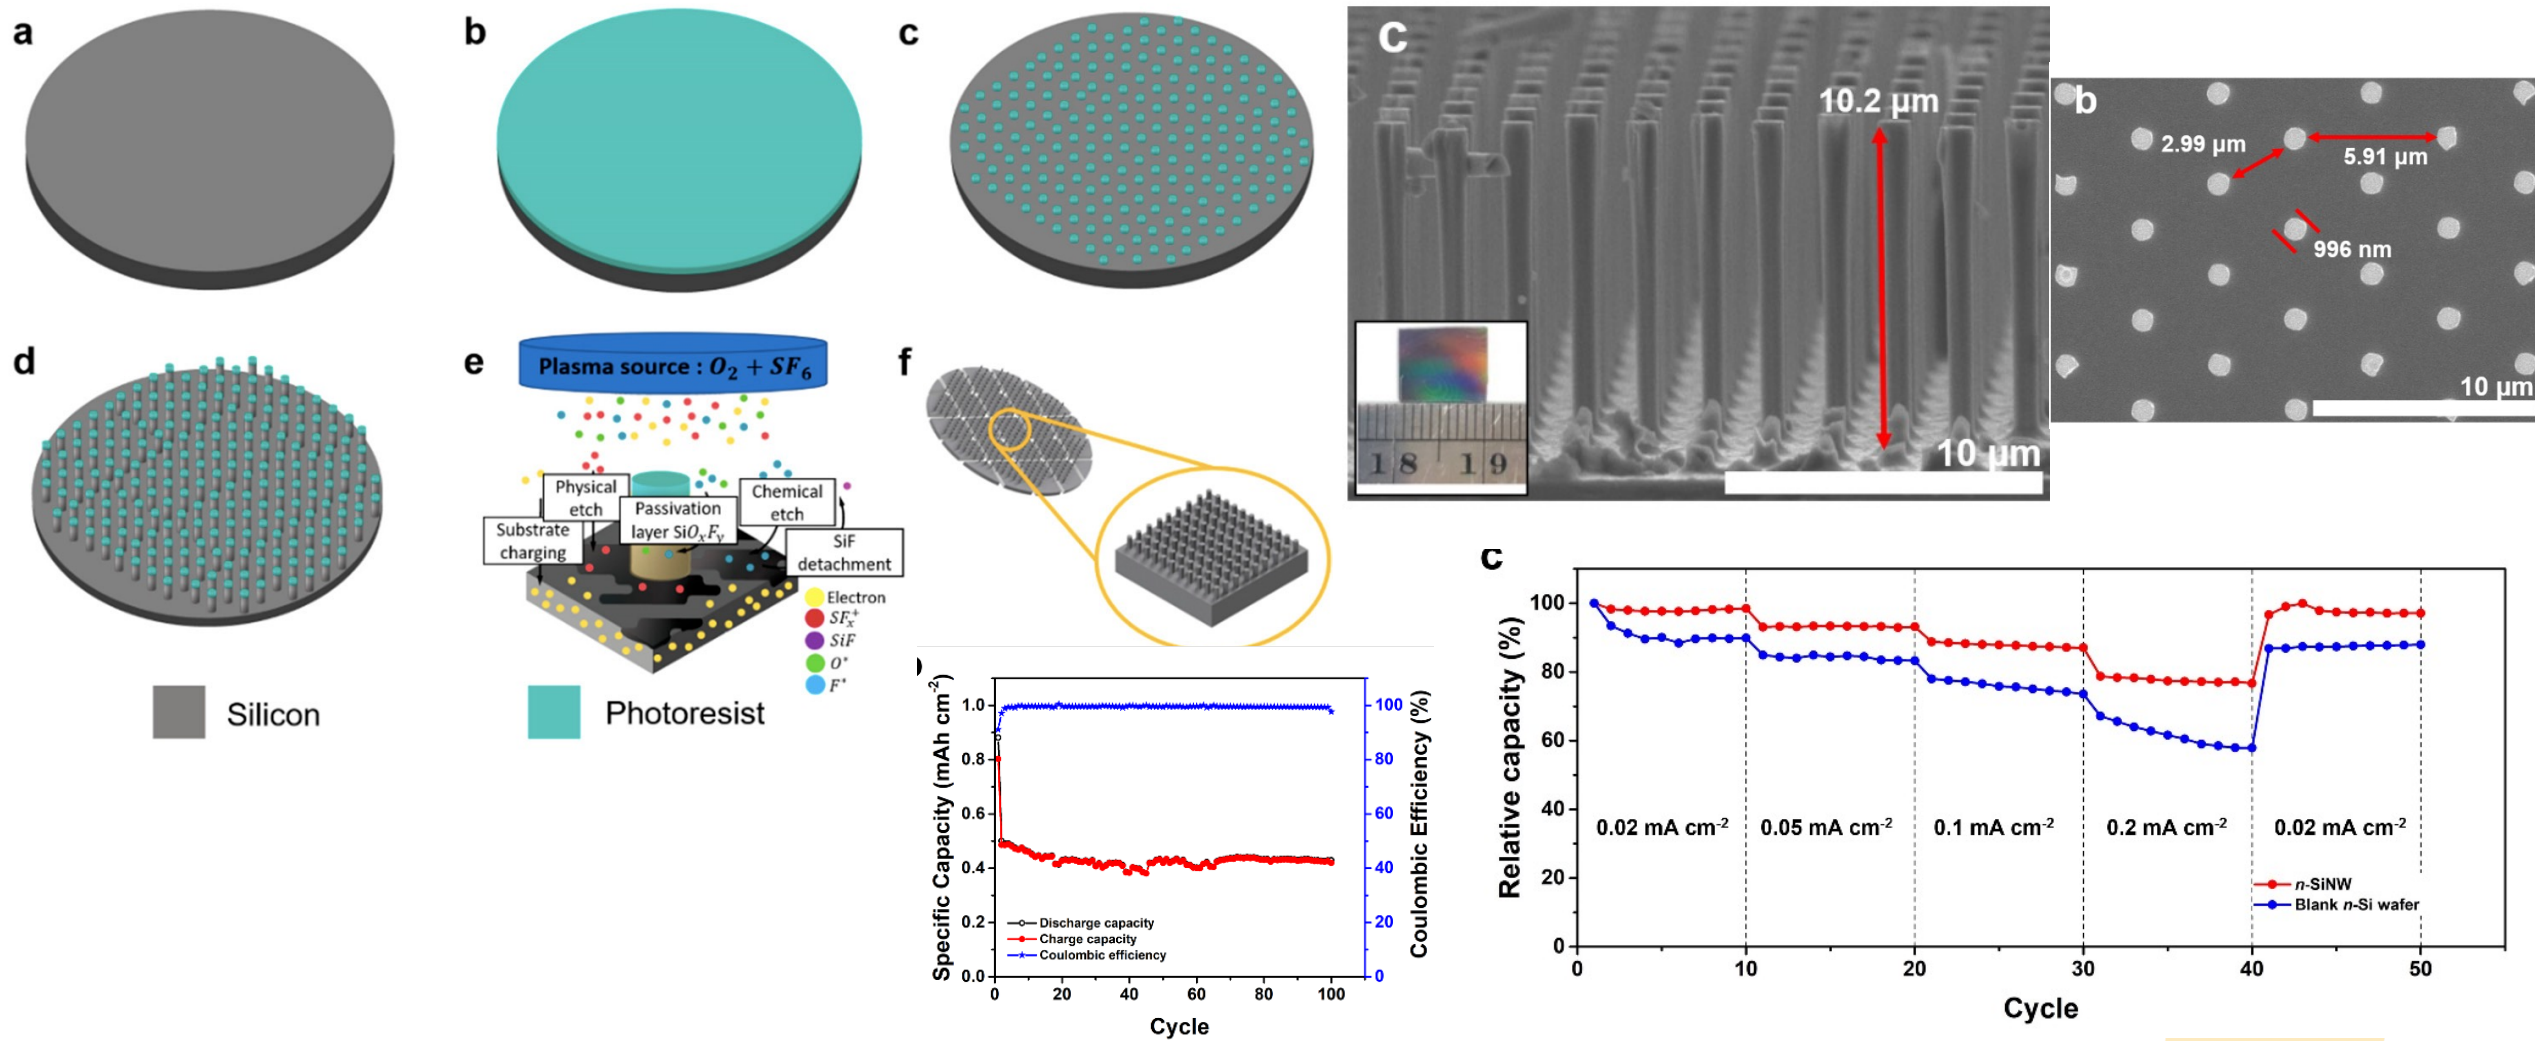 a
b
c
d
e
Plasma source : O₂ + SF₆
Physical
etch
Substrate
charging
Passivation
layer SiOₓFᵧ
Chemical
etch
SiF
detachment
Electron
SFₓ⁺
SiF
O*
F*
f
Silicon
Photoresist
c
10.2 µm
10 µm
18 19
b
2.99 µm
5.91 µm
996 nm
10 µm
Specific Capacity (mAh cm⁻²)
1.0
0.8
0.6
0.4
0.2
0.0
Discharge capacity
Charge capacity
Coulombic efficiency
0 20 40 60 80 100
Cycle
100
80
60
40
20
0
Coulombic Efficiency (%)
c
Relative capacity (%)
100
80
60
40
20
0
0.02 mA cm⁻² 0.05 mA cm⁻² 0.1 mA cm⁻² 0.2 mA cm⁻² 0.02 mA cm⁻²
n-SiNW
Blank n-Si wafer
0 10 20 30 40 50
Cycle